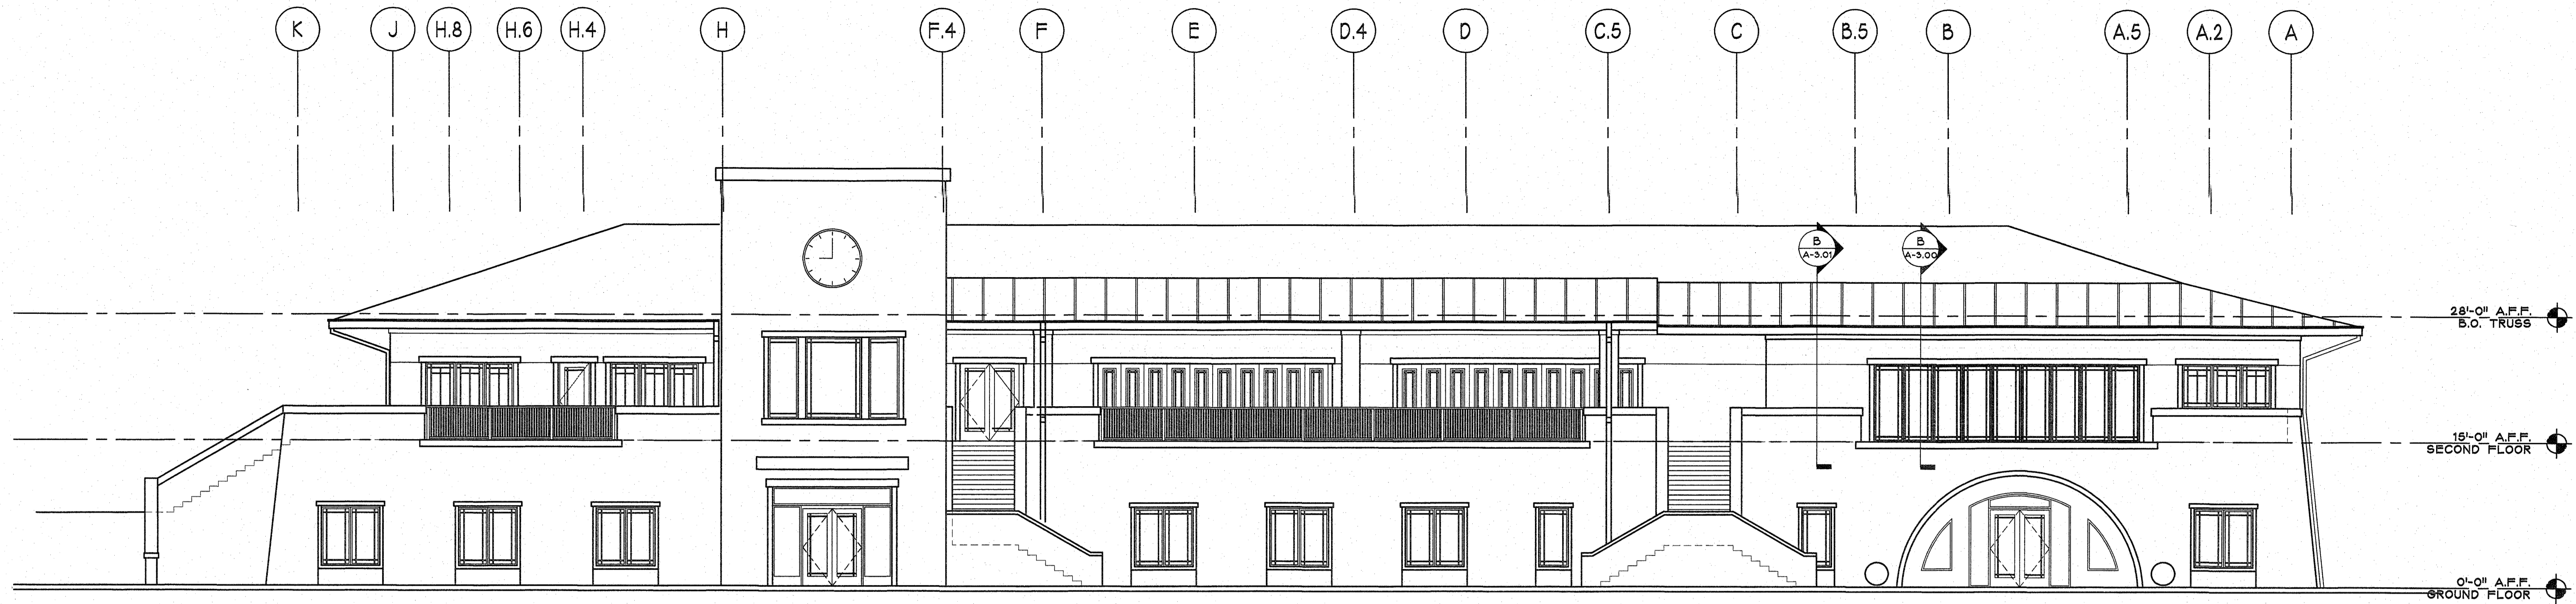 K J H.8 H.6 H.4 H F.4 F E D.4 D C.5 C B.5 B A.5 A.2 A
B
A-3.01
B
A-3.00
28'-0" A.F.F.
B.O. TRUSS
15'-0" A.F.F.
SECOND FLOOR
0'-0" A.F.F.
GROUND FLOOR